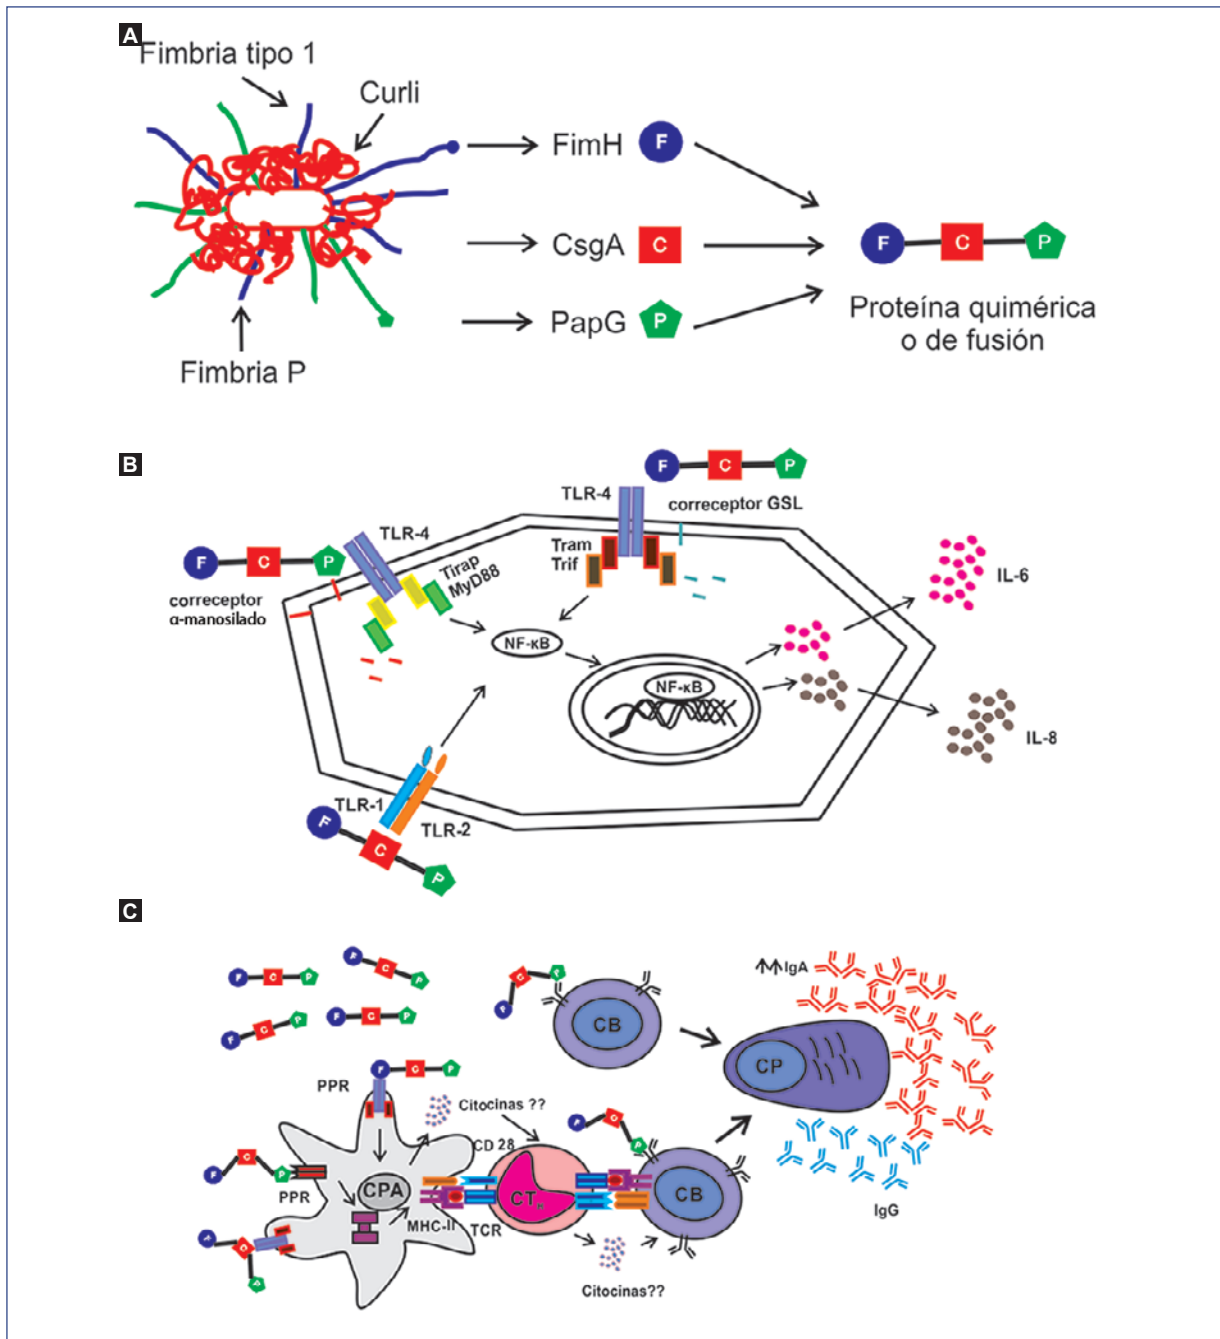 A
Fimbria tipo 1
Curli
FimH
F
CsgA
C
PapG
P
F
C
P
Proteína quimérica
o de fusión
Fimbria P
B
F
C
P
TLR-4
correceptor GSL
TLR-4
F
C
P
correceptor
α-manosilado
Tirap
MyD88
Tram
Trif
NF-κB
NF-κB
IL-6
IL-8
TLR-1
TLR-2
F
C
P
C
F
C
P
F
C
P
F
C
P
F
C
P
F
C
P
PPR
F
C
P
PPR
F
C
P
CPA
MHC-II
Citocinas ??
CD 28
TCR
CTH
Citocinas??
F
C
P
CB
F
C
P
CB
CP
IgA
IgG